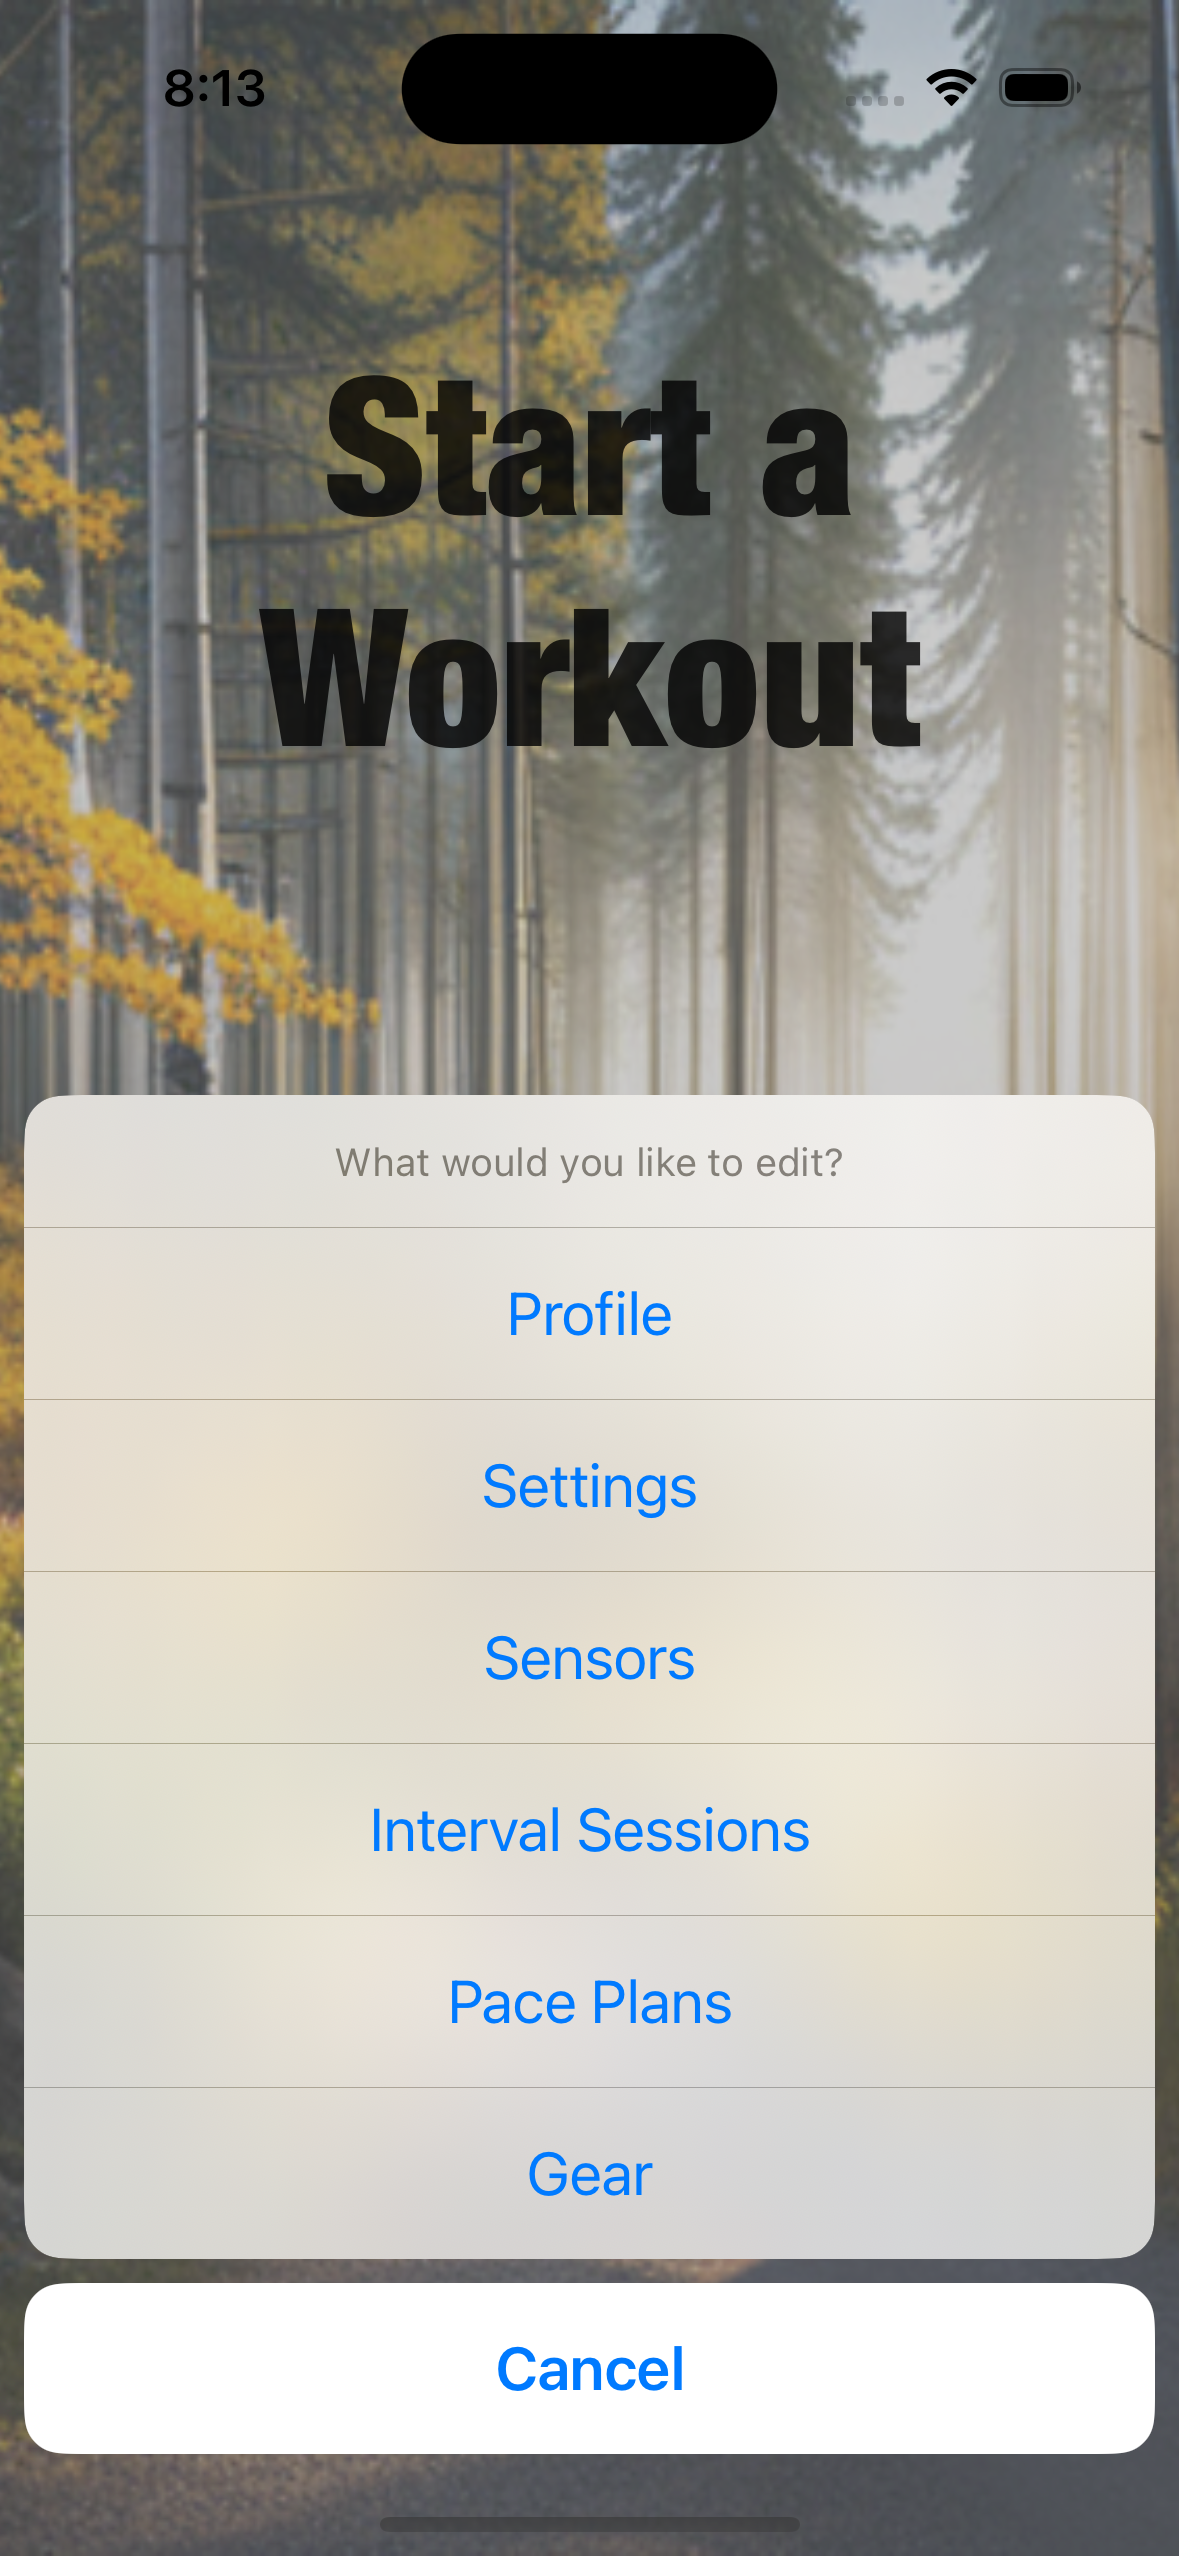 8:13
Start a
Workout
What would you like to edit?
Profile
Settings
Sensors
Interval Sessions
Pace Plans
Gear
Cancel